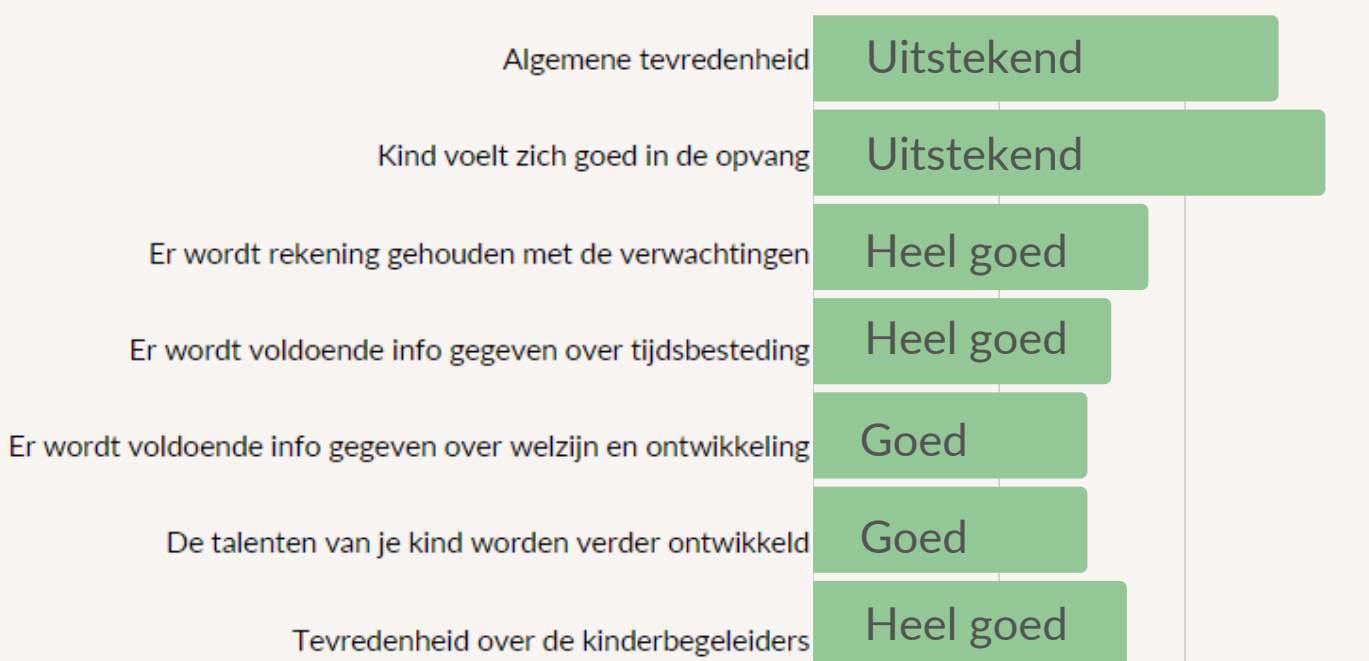 Algemene tevredenheid Uitstekend
Kind voelt zich goed in de opvang Uitstekend
Er wordt rekening gehouden met de verwachtingen Heel goed
Er wordt voldoende info gegeven over tijdsbesteding Heel goed
Er wordt voldoende info gegeven over welzijn en ontwikkeling Goed
De talenten van je kind worden verder ontwikkeld Goed
Tevredenheid over de kinderbegeleiders Heel goed